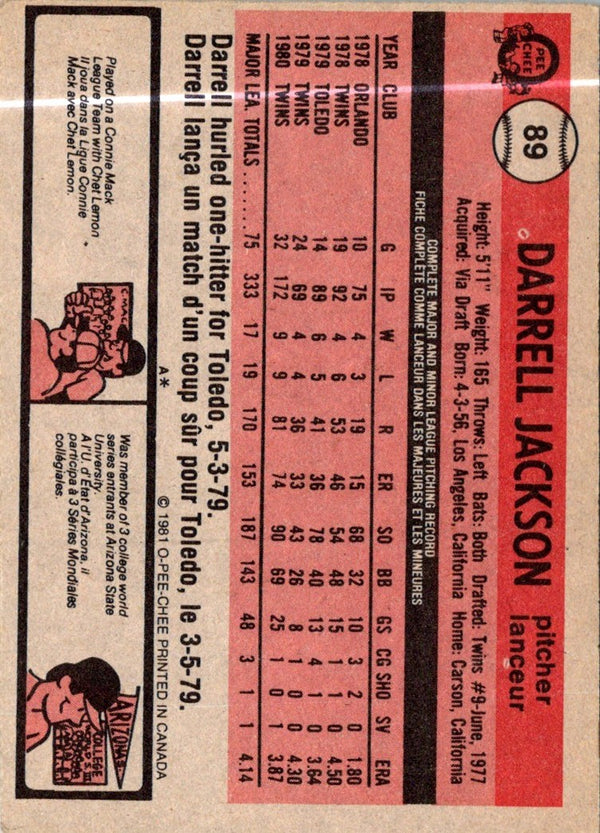 PEE
CHEE
89
DARRELL JACKSON
pitcher
lanceur
Height: 5'11" Weight: 165 Throws: Left Bats: Both Drafted: Twins #9-June, 1977
Acquired: Via Draft Born: 4-3-56, Los Angeles, California Home: Carson, California
COMPLETE MAJOR AND MINOR LEAGUE PITCHING RECORD
FICHE COMPLETE COMME LANCEUR DANS LES MAJEURES ET LES MINEURES
YEAR CLUB G IP W L R ER SO BB GS CG SHO SV ERA
1978 ORLANDO 10 75 4 3 19 15 68 32 10 3 2 0 1.80
1978 TWINS 19 92 4 6 53 46 54 48 15 1 1 0 4.50
1979 TOLEDO 14 89 6 5 41 36 78 40 13 4 1 0 3.64
1979 TWINS 24 69 4 4 36 33 43 26 8 1 0 0 4.30
1980 TWINS 32 172 9 9 81 74 90 69 25 1 0 1 3.87
MAJOR LEA. TOTALS ........ 75 333 17 19 170 153 187 143 48 3 1 1 4.14
Darrell hurled one-hitter for Toledo, 5-3-79.
Darrell lança un match d'un coup sûr pour Toledo, le 3-5-79.
A* © 1981 O-PEE-CHEE PRINTED IN CANADA
Played on a Connie Mack
League Team with Chet Lemon
Il joua dans la Ligue Connie
Mack avec Chet Lemon.
C. MACK
Was member of 3 college world
series entrants at Arizona State
University
A l'U. d'Etat d'Arizona, il
participa à 3 Séries Mondiales
collégiales.
ARIZONA
COLLEGE